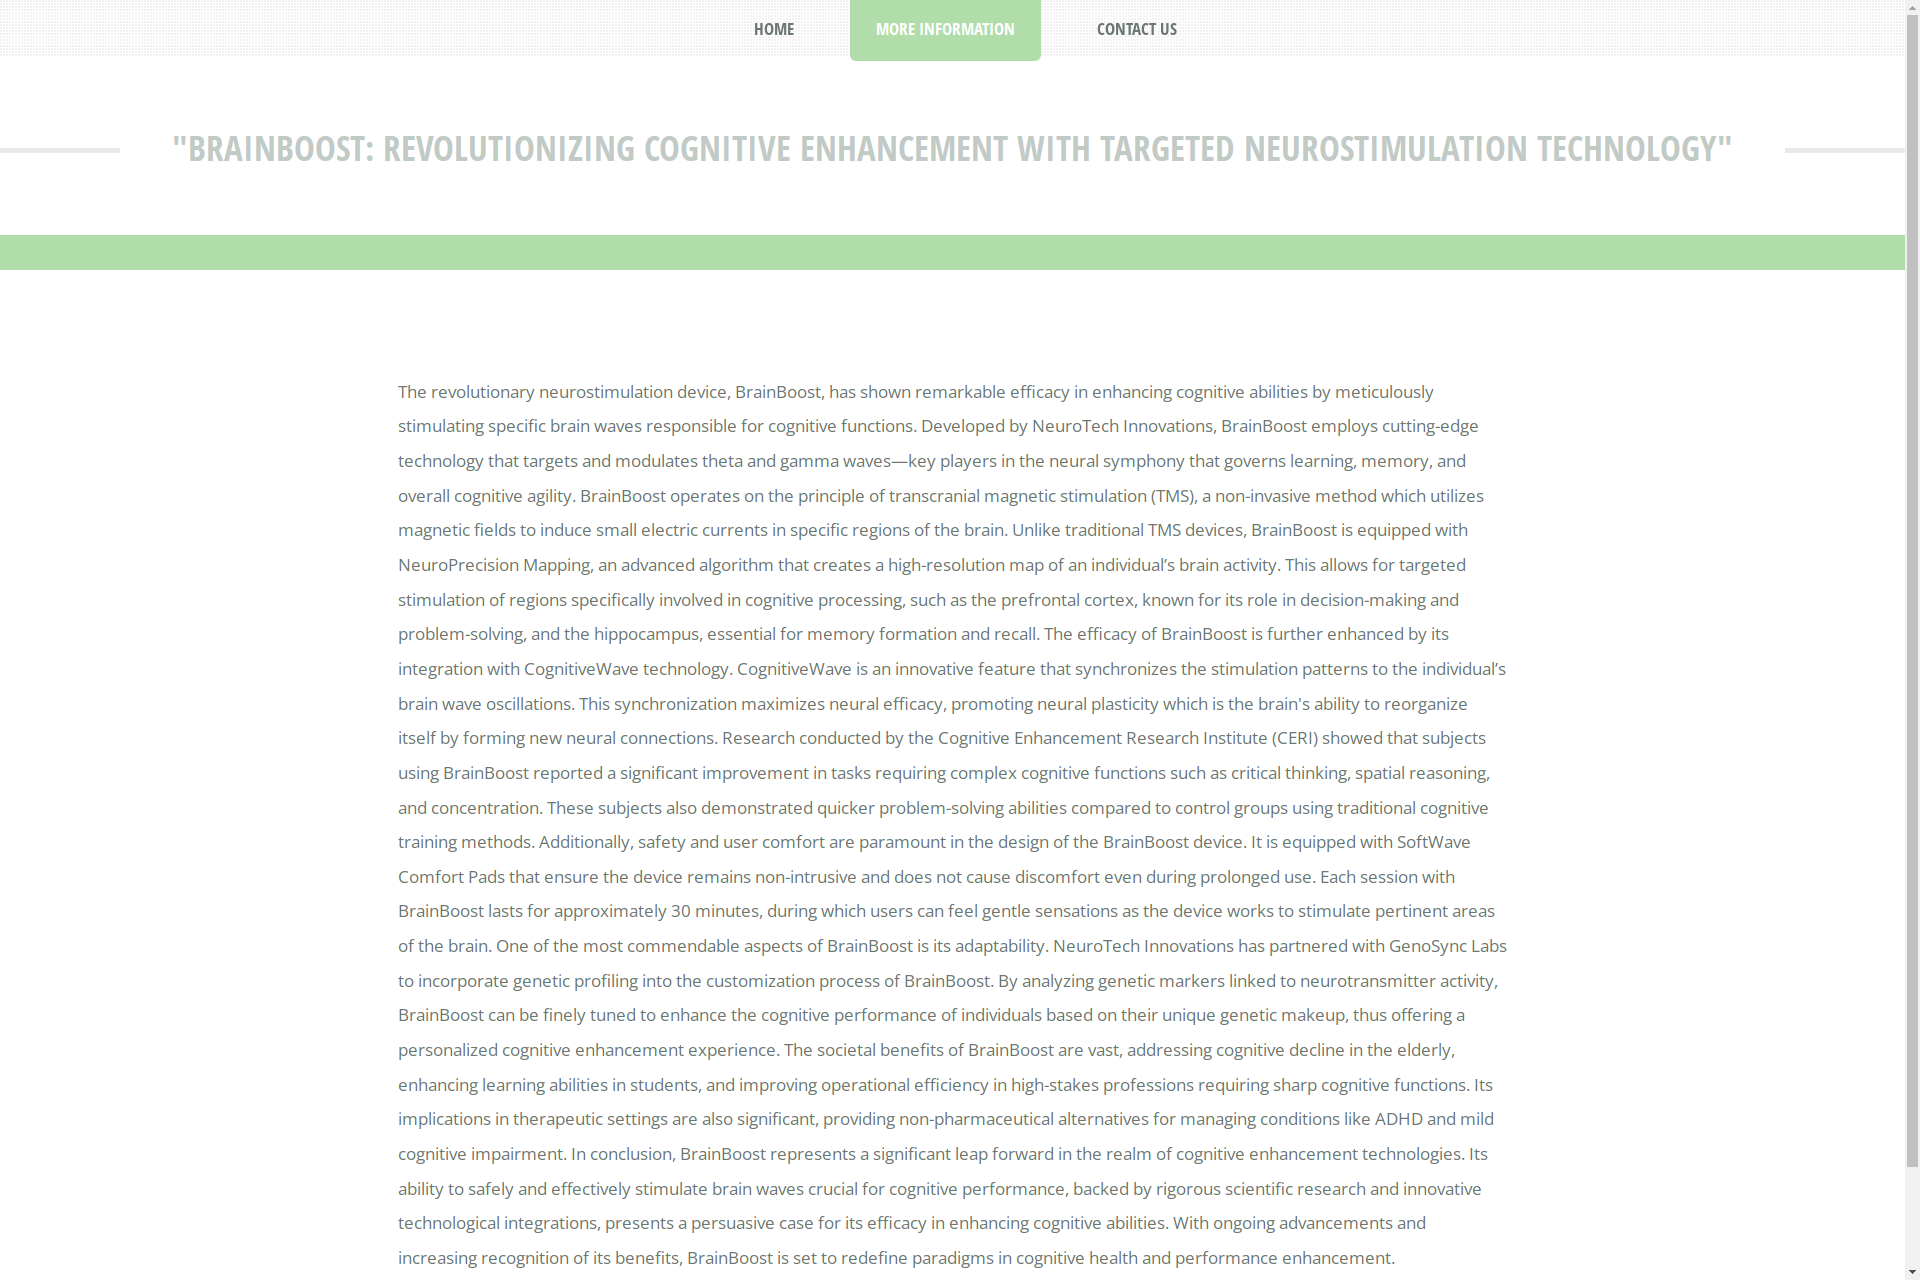 HOME
MORE INFORMATION
CONTACT US
"BRAINBOOST: REVOLUTIONIZING COGNITIVE ENHANCEMENT WITH TARGETED NEUROSTIMULATION TECHNOLOGY"
The revolutionary neurostimulation device, BrainBoost, has shown remarkable efficacy in enhancing cognitive abilities by meticulously
stimulating specific brain waves responsible for cognitive functions. Developed by NeuroTech Innovations, BrainBoost employs cutting-edge
technology that targets and modulates theta and gamma waves—key players in the neural symphony that governs learning, memory, and
overall cognitive agility. BrainBoost operates on the principle of transcranial magnetic stimulation (TMS), a non-invasive method which utilizes
magnetic fields to induce small electric currents in specific regions of the brain. Unlike traditional TMS devices, BrainBoost is equipped with
NeuroPrecision Mapping, an advanced algorithm that creates a high-resolution map of an individual’s brain activity. This allows for targeted
stimulation of regions specifically involved in cognitive processing, such as the prefrontal cortex, known for its role in decision-making and
problem-solving, and the hippocampus, essential for memory formation and recall. The efficacy of BrainBoost is further enhanced by its
integration with CognitiveWave technology. CognitiveWave is an innovative feature that synchronizes the stimulation patterns to the individual’s
brain wave oscillations. This synchronization maximizes neural efficacy, promoting neural plasticity which is the brain's ability to reorganize
itself by forming new neural connections. Research conducted by the Cognitive Enhancement Research Institute (CERI) showed that subjects
using BrainBoost reported a significant improvement in tasks requiring complex cognitive functions such as critical thinking, spatial reasoning,
and concentration. These subjects also demonstrated quicker problem-solving abilities compared to control groups using traditional cognitive
training methods. Additionally, safety and user comfort are paramount in the design of the BrainBoost device. It is equipped with SoftWave
Comfort Pads that ensure the device remains non-intrusive and does not cause discomfort even during prolonged use. Each session with
BrainBoost lasts for approximately 30 minutes, during which users can feel gentle sensations as the device works to stimulate pertinent areas
of the brain. One of the most commendable aspects of BrainBoost is its adaptability. NeuroTech Innovations has partnered with GenoSync Labs
to incorporate genetic profiling into the customization process of BrainBoost. By analyzing genetic markers linked to neurotransmitter activity,
BrainBoost can be finely tuned to enhance the cognitive performance of individuals based on their unique genetic makeup, thus offering a
personalized cognitive enhancement experience. The societal benefits of BrainBoost are vast, addressing cognitive decline in the elderly,
enhancing learning abilities in students, and improving operational efficiency in high-stakes professions requiring sharp cognitive functions. Its
implications in therapeutic settings are also significant, providing non-pharmaceutical alternatives for managing conditions like ADHD and mild
cognitive impairment. In conclusion, BrainBoost represents a significant leap forward in the realm of cognitive enhancement technologies. Its
ability to safely and effectively stimulate brain waves crucial for cognitive performance, backed by rigorous scientific research and innovative
technological integrations, presents a persuasive case for its efficacy in enhancing cognitive abilities. With ongoing advancements and
increasing recognition of its benefits, BrainBoost is set to redefine paradigms in cognitive health and performance enhancement.